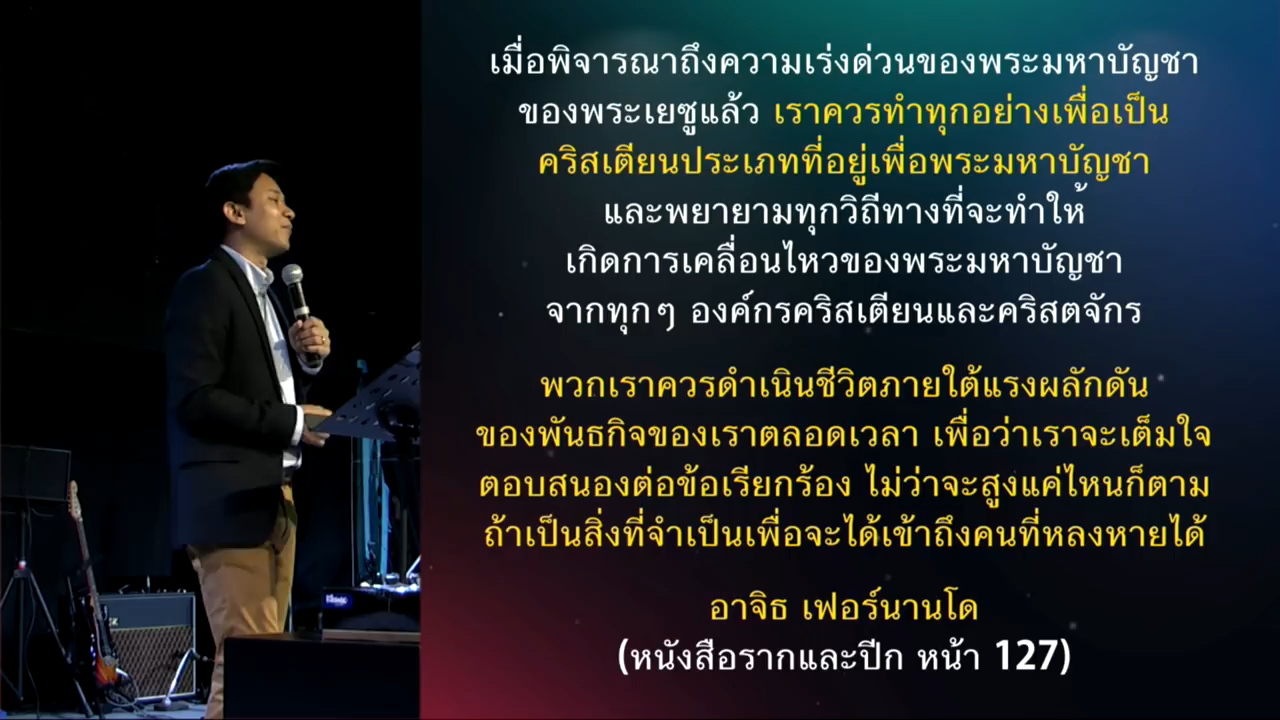 เมื่อพิจารณาถึงความเร่งด่วนของพระมหาบัญชา
ของพระเยซูแล้ว เราควรทำทุกอย่างเพื่อเป็น
คริสเตียนประเภทที่อยู่เพื่อพระมหาบัญชา
และพยายามทุกวิถีทางที่จะทำให้
เกิดการเคลื่อนไหวของพระมหาบัญชา
จากทุกๆ องค์กรคริสเตียนและคริสตจักร
พวกเราควรดำเนินชีวิตภายใต้แรงผลักดัน
ของพันธกิจของเราตลอดเวลา เพื่อว่าเราจะเต็มใจ
ตอบสนองต่อข้อเรียกร้อง ไม่ว่าจะสูงแค่ไหนก็ตาม
ถ้าเป็นสิ่งที่จำเป็นเพื่อจะได้เข้าถึงคนที่หลงหายได้
อาจิธ เฟอร์นานโด
(หนังสือรากและปีก หน้า 127)